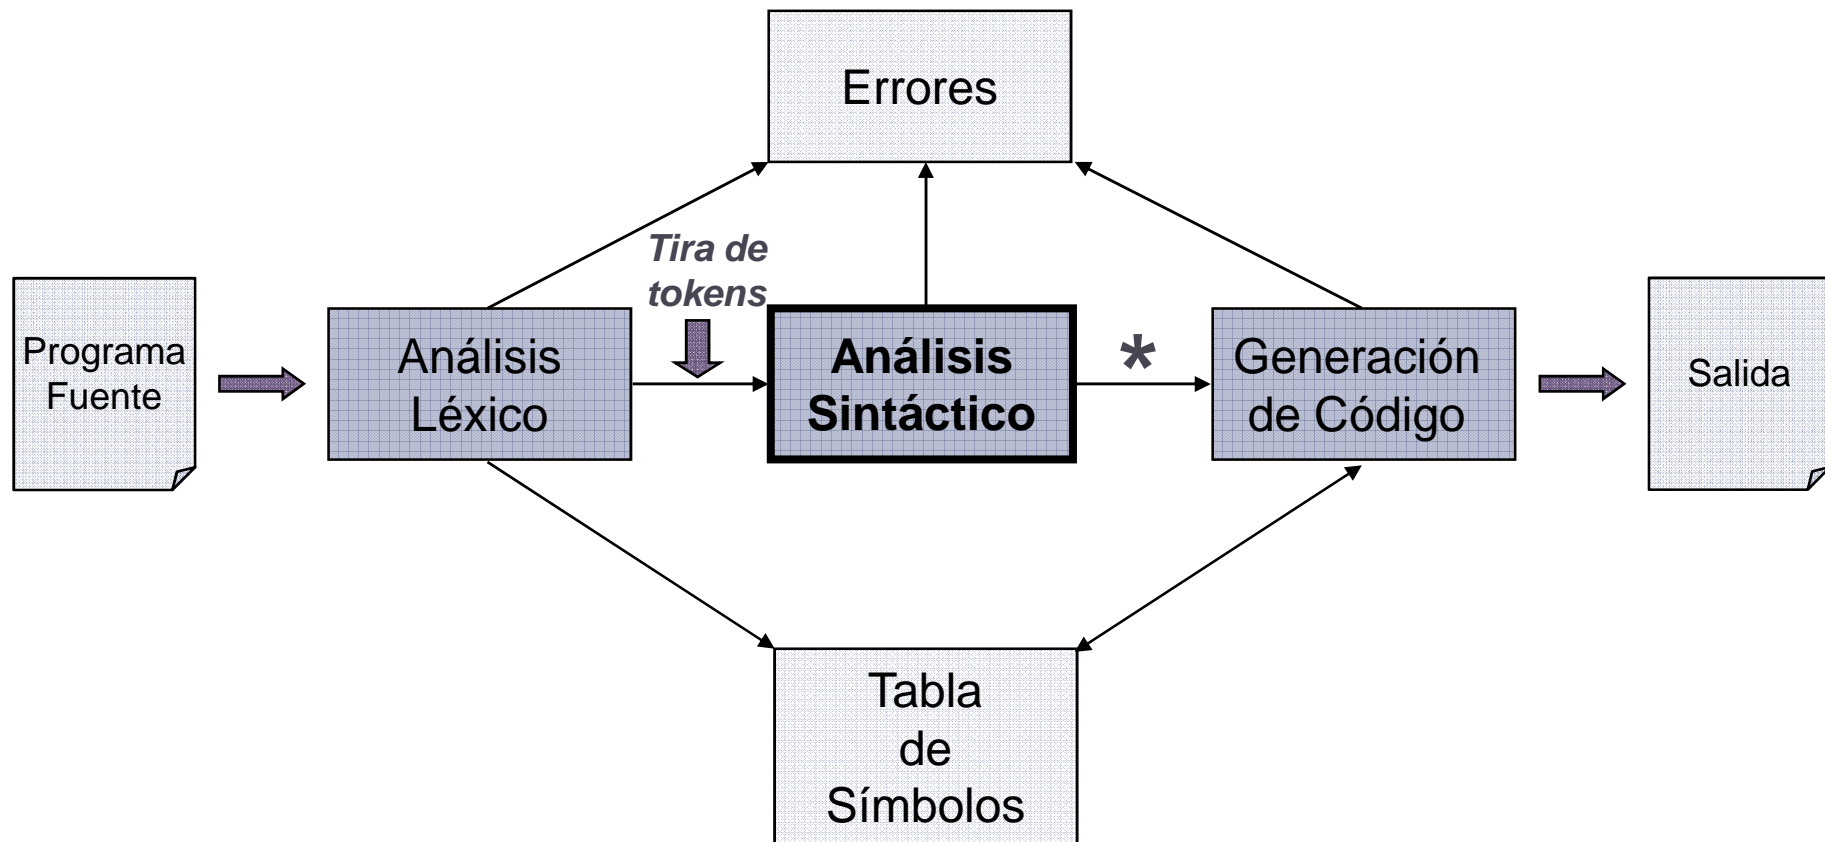 Errores
Tira de
tokens
Programa
Fuente
Análisis
Léxico
Análisis
Sintáctico
*
Generación
de Código
Salida
Tabla
de
Símbolos